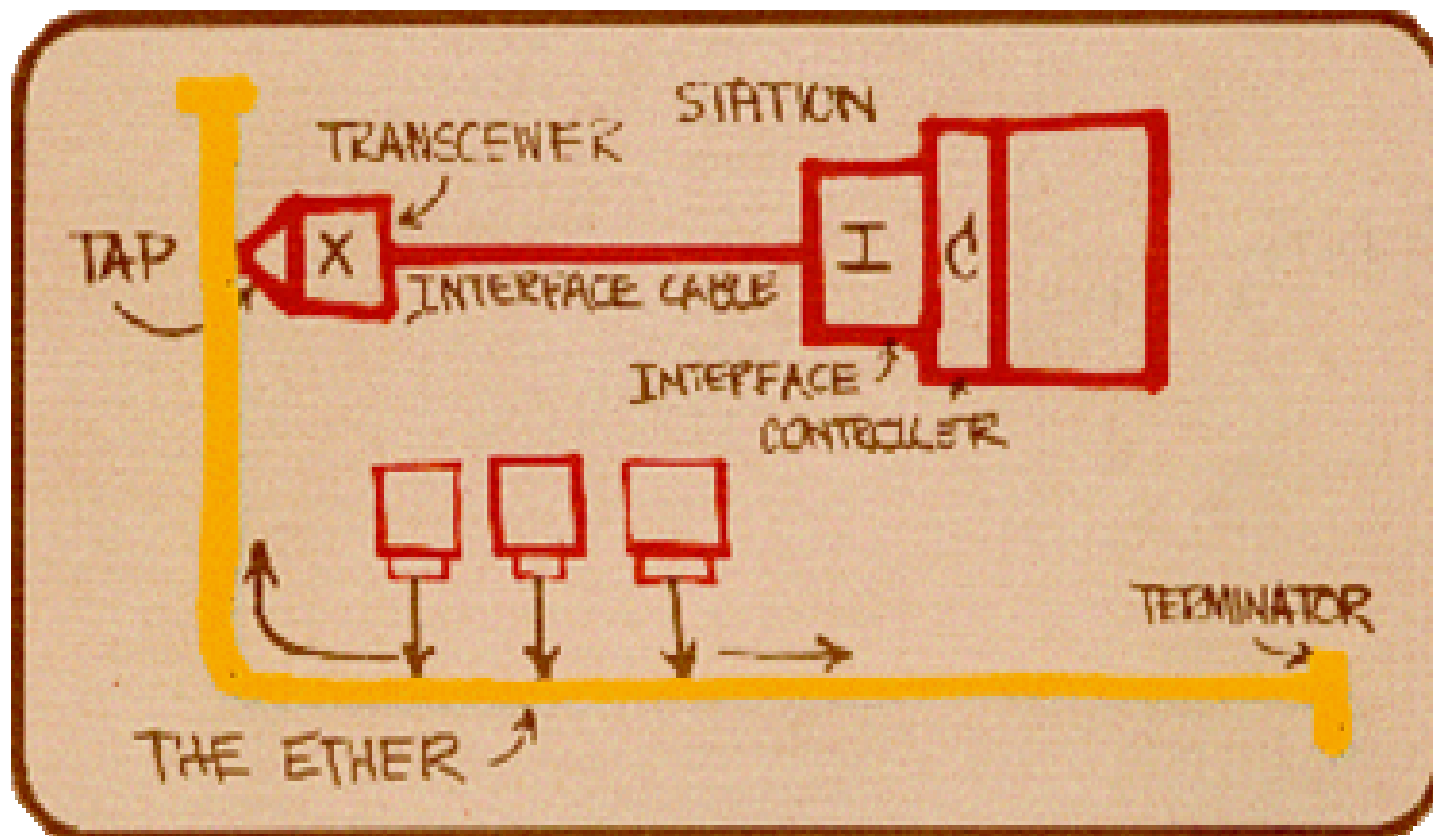 STATION
TRANSCEIVER
TAP
X
I
C
INTERFACE CABLE
INTERFACE
CONTROLLER
TERMINATOR
THE ETHER